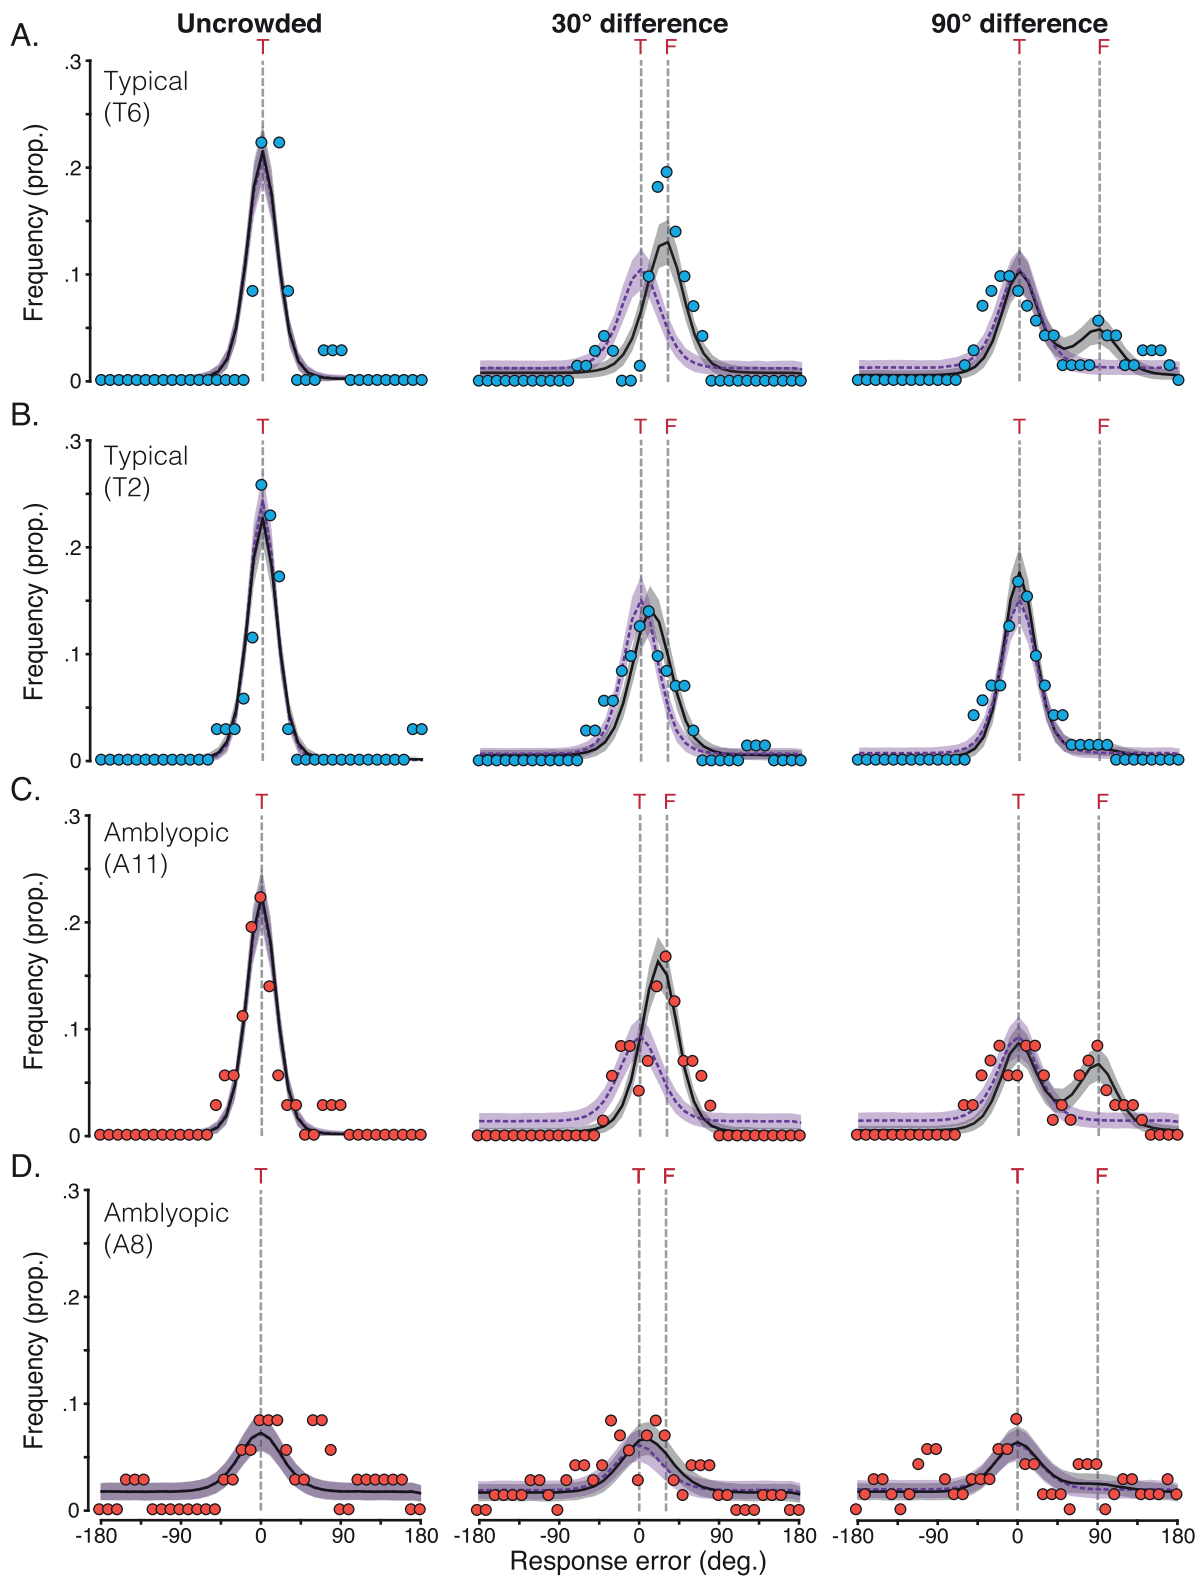 Uncrowded 30° difference 90° difference
A.
T T F T F
.3
Typical
(T6)
.2
.1
0
Frequency (prop.)
B.
T T F T F
.3
Typical
(T2)
.2
.1
0
Frequency (prop.)
C.
T T F T F
.3
Amblyopic
(A11)
.2
.1
0
Frequency (prop.)
D.
T T F T F
.3
Amblyopic
(A8)
.2
.1
0
Frequency (prop.)
-180 -90 0 90 180 -180 -90 0 90 180 -180 -90 0 90 180
Response error (deg.)